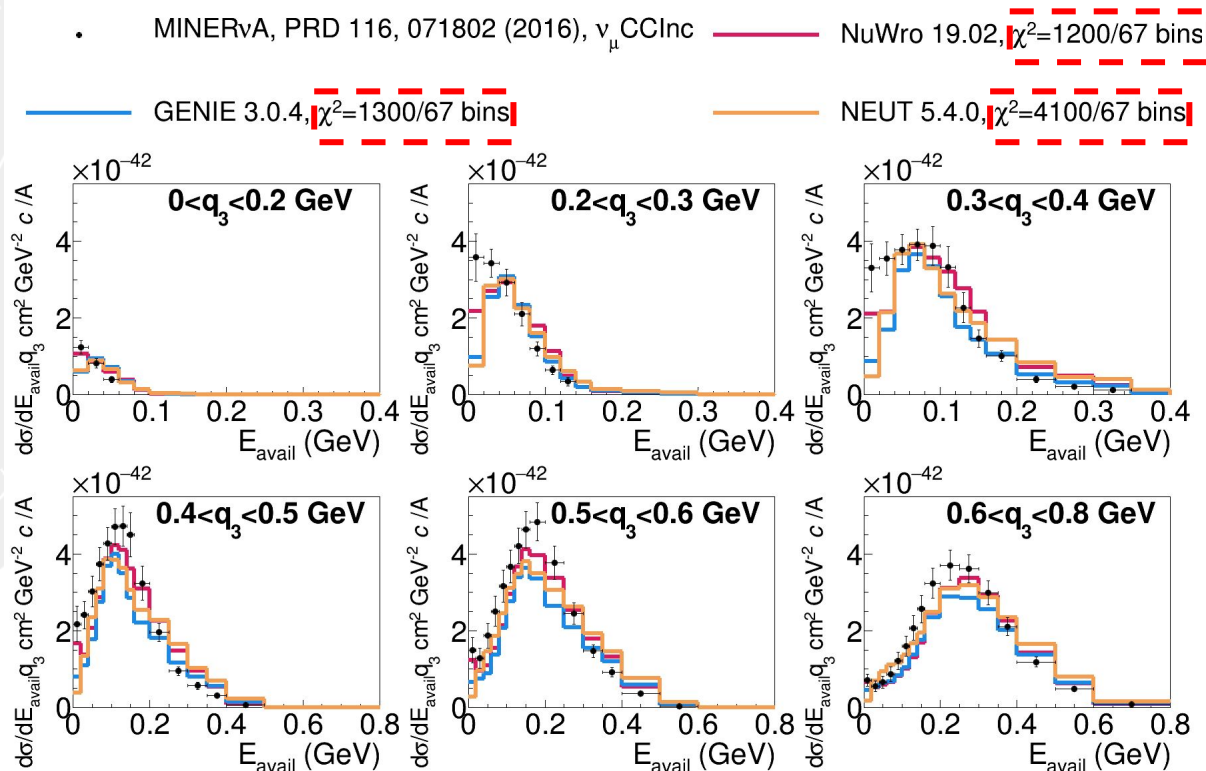 MINERνA, PRD 116, 071802 (2016), νμCCInc
NuWro 19.02, χ²=1200/67 bins
GENIE 3.0.4, χ²=1300/67 bins
NEUT 5.4.0, χ²=4100/67 bins
×10⁻⁴²
dσ/dE_avail q₃ cm² GeV⁻² c /A
0<q₃<0.2 GeV
4
2
0
0 0.1 0.2 0.3 0.4
E_avail (GeV)
×10⁻⁴²
dσ/dE_avail q₃ cm² GeV⁻² c /A
0.2<q₃<0.3 GeV
4
2
0
0 0.1 0.2 0.3 0.4
E_avail (GeV)
×10⁻⁴²
dσ/dE_avail q₃ cm² GeV⁻² c /A
0.3<q₃<0.4 GeV
4
2
0
0 0.1 0.2 0.3 0.4
E_avail (GeV)
×10⁻⁴²
dσ/dE_avail q₃ cm² GeV⁻² c /A
0.4<q₃<0.5 GeV
4
2
0
0 0.2 0.4 0.6 0.8
E_avail (GeV)
×10⁻⁴²
dσ/dE_avail q₃ cm² GeV⁻² c /A
0.5<q₃<0.6 GeV
4
2
0
0 0.2 0.4 0.6 0.8
E_avail (GeV)
×10⁻⁴²
dσ/dE_avail q₃ cm² GeV⁻² c /A
0.6<q₃<0.8 GeV
4
2
0
0 0.2 0.4 0.6 0.8
E_avail (GeV)